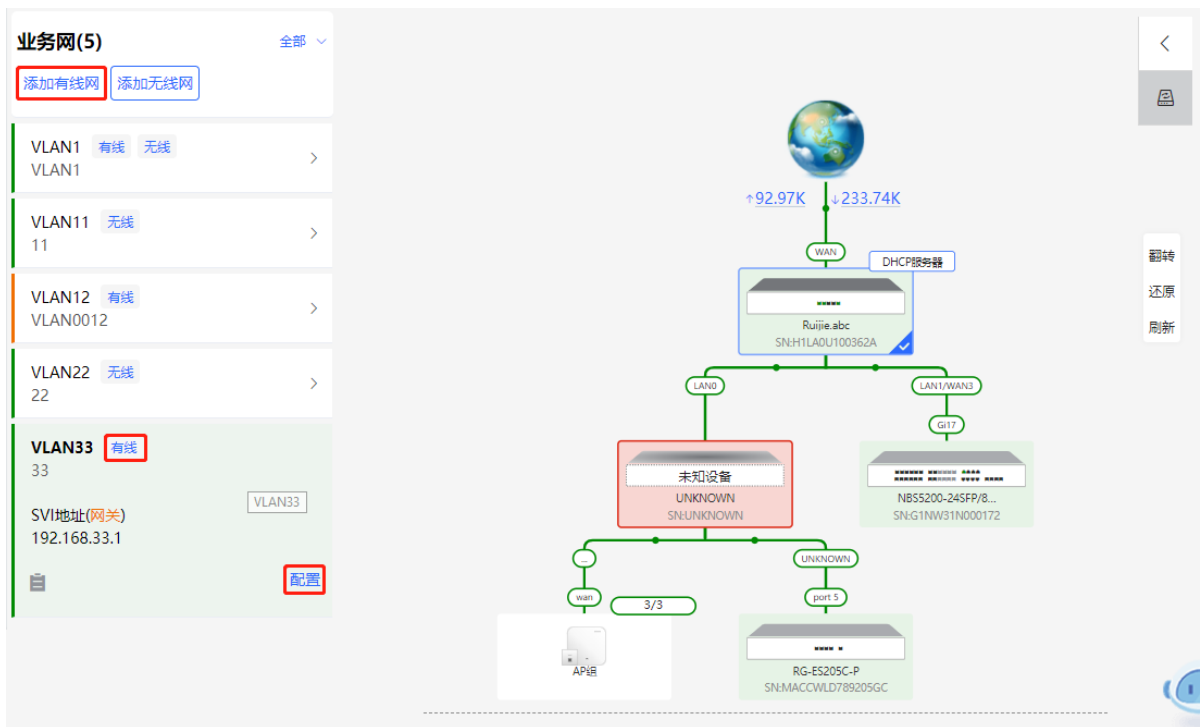 业务网(5)
全部
添加有线网
添加无线网
VLAN1 有线 无线
VLAN1
VLAN11 无线
11
VLAN12 有线
VLAN0012
VLAN22 无线
22
VLAN33 有线
33
VLAN33
SVI地址(网关)
192.168.33.1
配置
↑92.97K ↓233.74K
WAN
DHCP服务器
Ruijie.abc
SN:H1LA0U100362A
LAN0
LAN1/WAN3
Gi17
未知设备
UNKNOWN
SN:UNKNOWN
NBS5200-24SFP/8...
SN:G1NW31N000172
...
UNKNOWN
wan
3/3
port 5
AP组
RG-ES205C-P
SN:MACCWLD789205GC
翻转
还原
刷新